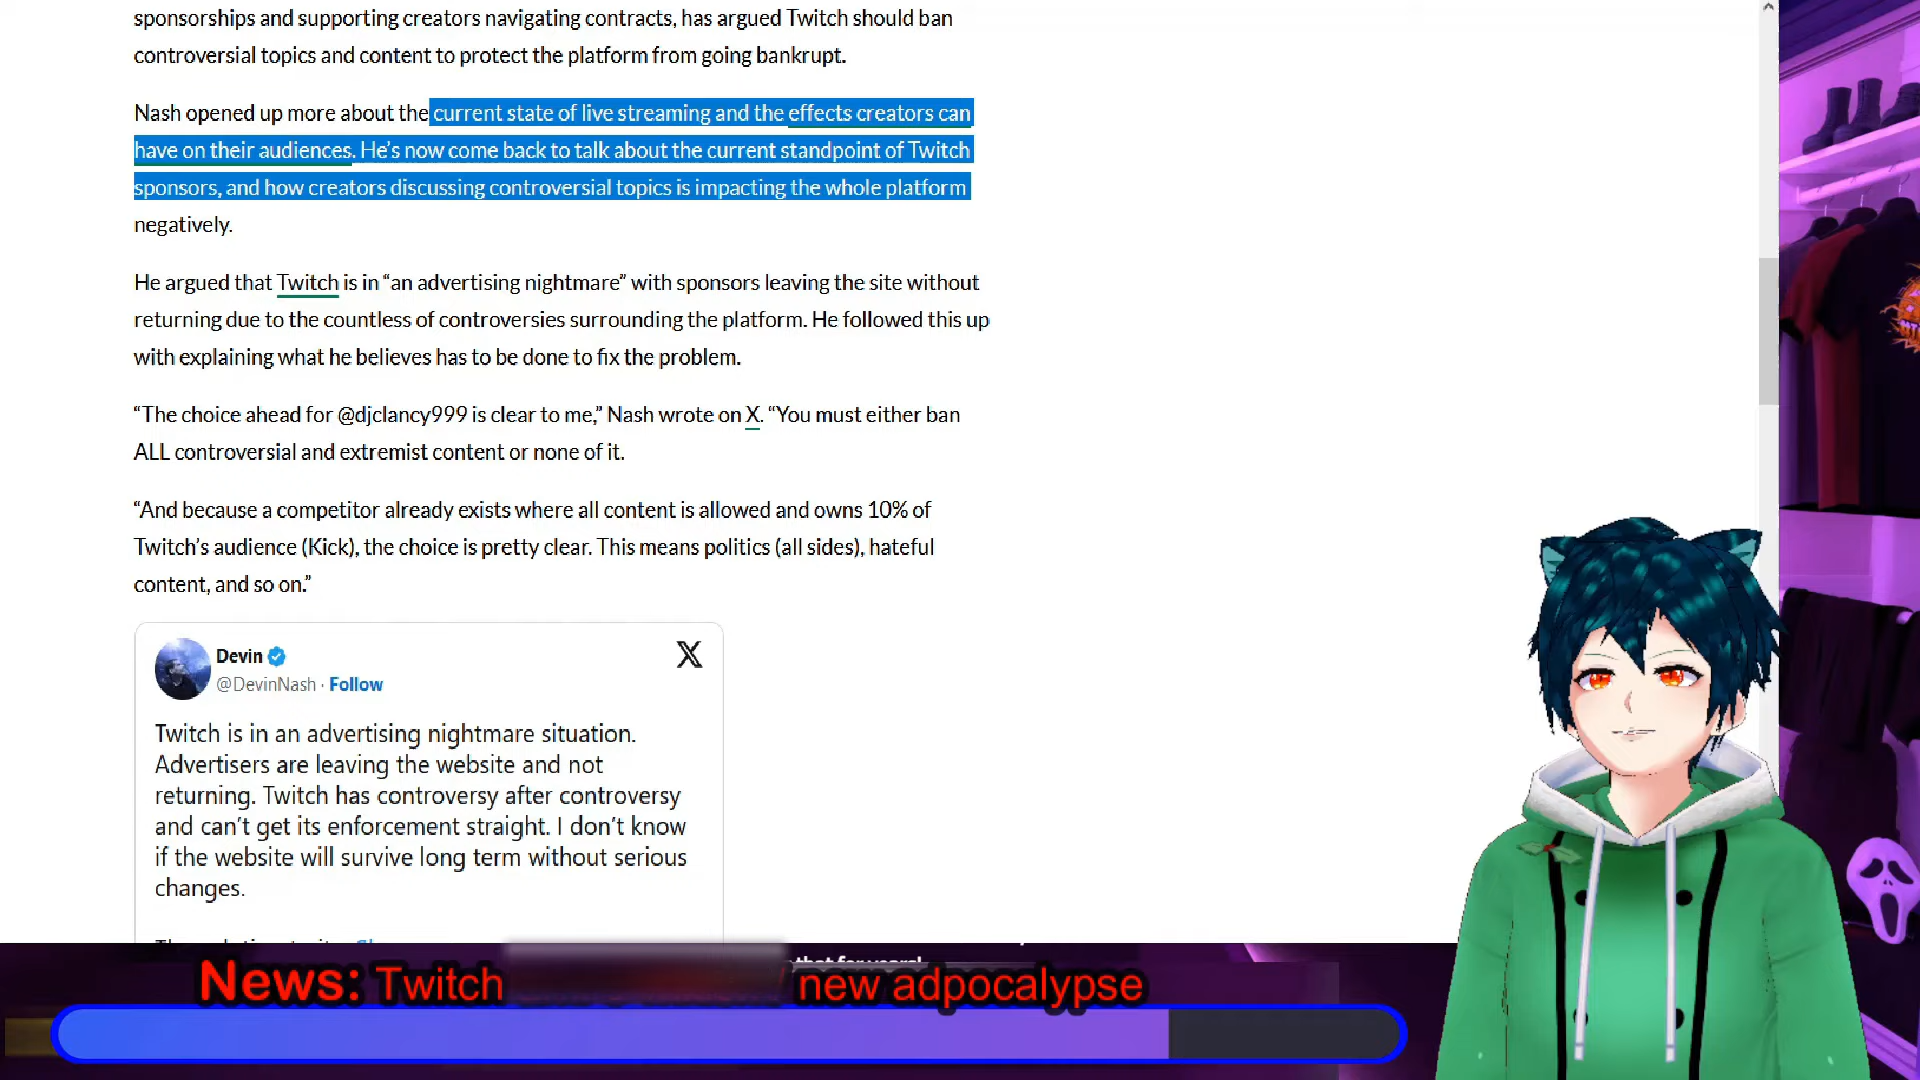 sponsorships and supporting creators navigating contracts, has argued Twitch should ban
controversial topics and content to protect the platform from going bankrupt.
Nash opened up more about the current state of live streaming and the effects creators can
have on their audiences. He’s now come back to talk about the current standpoint of Twitch
sponsors, and how creators discussing controversial topics is impacting the whole platform
negatively.
He argued that Twitch is in “an advertising nightmare” with sponsors leaving the site without
returning due to the countless of controversies surrounding the platform. He followed this up
with explaining what he believes has to be done to fix the problem.
“The choice ahead for @djclancy999 is clear to me,” Nash wrote on X. “You must either ban
ALL controversial and extremist content or none of it.
“And because a competitor already exists where all content is allowed and owns 10% of
Twitch’s audience (Kick), the choice is pretty clear. This means politics (all sides), hateful
content, and so on.”
Devin
@DevinNash · Follow
Twitch is in an advertising nightmare situation.
Advertisers are leaving the website and not
returning. Twitch has controversy after controversy
and can’t get its enforcement straight. I don’t know
if the website will survive long term without serious
changes.
that for years!
News: Twitch new adpocalypse